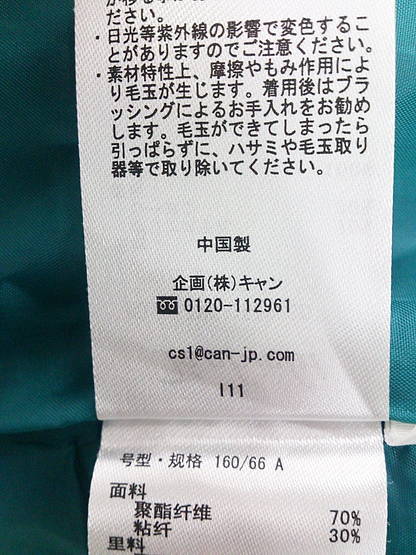 ださい。
・日光等紫外線の影響で変色するこ
とがありますのでご注意ください。
・素材特性上、摩擦やもみ作用によ
り毛玉が生じます。着用後はブラ
ッシングによるお手入れをお勧め
します。毛玉ができてしまったら
引っぱらずに、ハサミや毛玉取り
器等で取り除いてください。
中国製
企画(株)キャン
0120-112961
cs1@can-jp.com
I11
号型·规格 160/66 A
面料
聚酯纤维 70%
粘纤 30%
里料